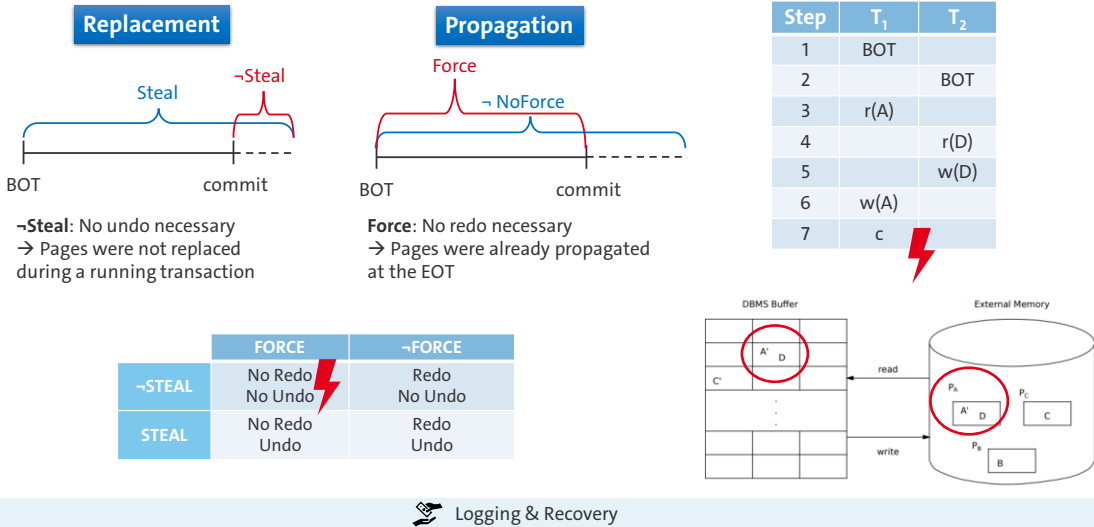 Replacement
¬Steal
Steal
BOT
commit
¬Steal: No undo necessary
→ Pages were not replaced
during a running transaction
Propagation
Force
¬ NoForce
BOT
commit
Force: No redo necessary
→ Pages were already propagated
at the EOT
Step T₁ T₂
1 BOT
2 BOT
3 r(A)
4 r(D)
5 w(D)
6 w(A)
7 c
FORCE ¬FORCE
¬STEAL
No Redo Redo
No Undo No Undo
STEAL
No Redo Redo
Undo Undo
DBMS Buffer
A' D
C'
.
.
.
read
write
External Memory
P_A
A' D
P_C
C
P_B
B
Logging & Recovery